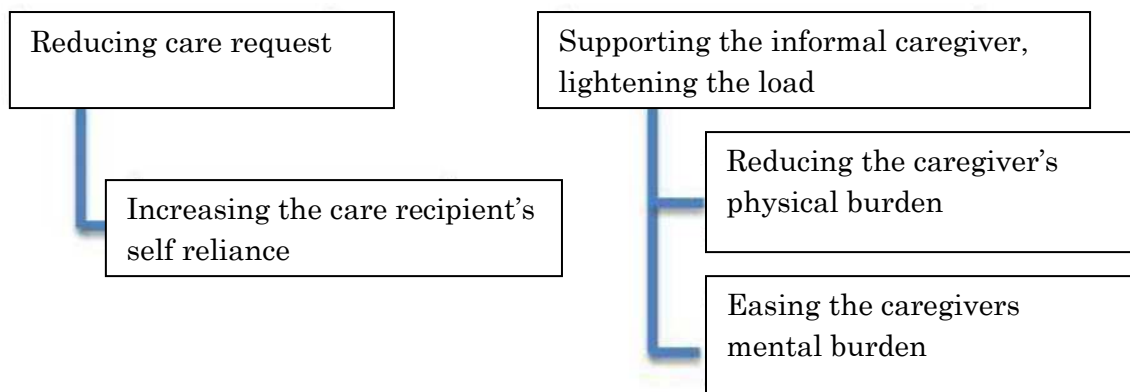 Reducing care request
Increasing the care recipient’s
self reliance
Supporting the informal caregiver,
lightening the load
Reducing the caregiver’s
physical burden
Easing the caregivers
mental burden